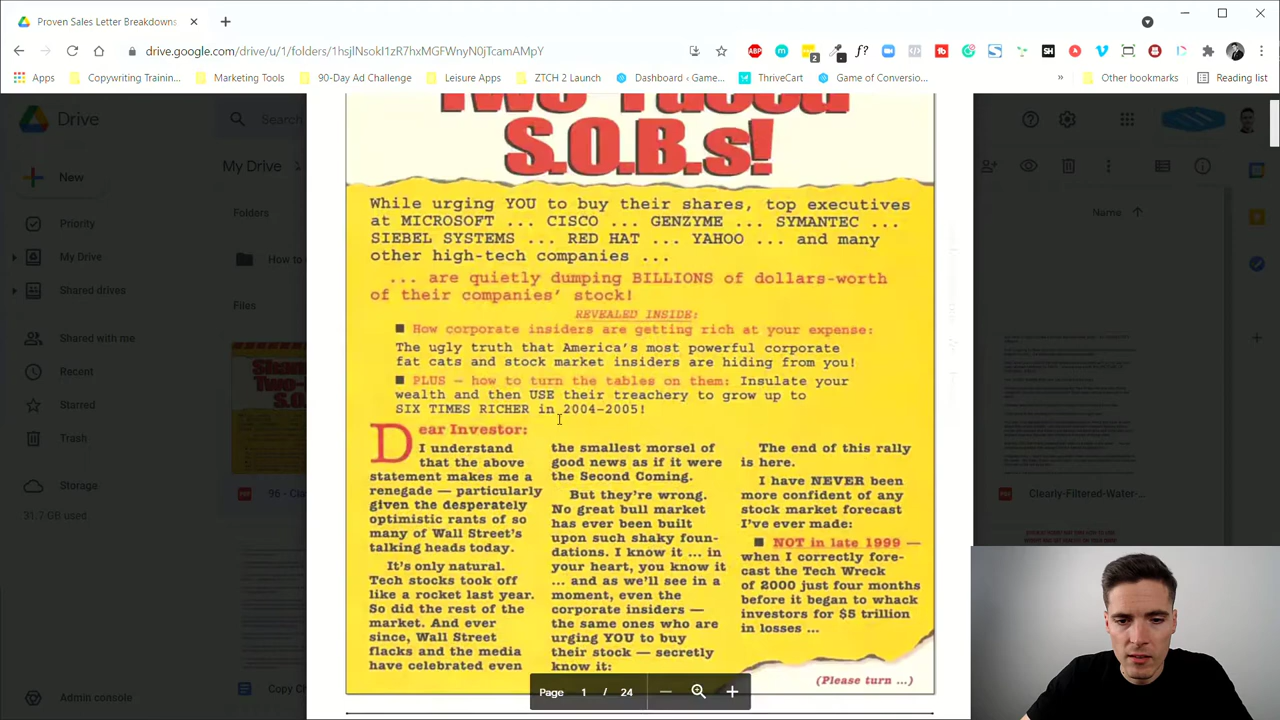 Proven Sales Letter Breakdowns
drive.google.com/drive/u/1/folders/1hsjlNsokI1zR7hxMGFWnyN0jTcamAMpY
Apps
Copywriting Trainin...
Marketing Tools
90-Day Ad Challenge
Leisure Apps
ZTCH 2 Launch
Dashboard ‹ Game...
ThriveCart
Game of Conversio...
Other bookmarks
Reading list
Drive
Search
New
My Drive
Priority
My Drive
Shared drives
Shared with me
Recent
Starred
Trash
Storage
31.7 GB used
Admin console
Folders
How to
Files
95 - Cla
Copy Ch
Name
Clearly-Filtered-Water-...
Two-Faced
S.O.B.s!
While urging YOU to buy their shares, top executives
at MICROSOFT ... CISCO ... GENZYME ... SYMANTEC ...
SIEBEL SYSTEMS ... RED HAT ... YAHOO ... and many
other high-tech companies ...
... are quietly dumping BILLIONS of dollars-worth
of their companies' stock!
REVEALED INSIDE:
■ How corporate insiders are getting rich at your expense:
The ugly truth that America's most powerful corporate
fat cats and stock market insiders are hiding from you!
■ PLUS — how to turn the tables on them: Insulate your
wealth and then USE their treachery to grow up to
SIX TIMES RICHER in 2004-2005!
Dear Investor:
I understand
that the above
statement makes me a
renegade — particularly
given the desperately
optimistic rants of so
many of Wall Street's
talking heads today.
It's only natural.
Tech stocks took off
like a rocket last year.
So did the rest of the
market. And ever
since, Wall Street
flacks and the media
have celebrated even
the smallest morsel of
good news as if it were
the Second Coming.
But they're wrong.
No great bull market
has ever been built
upon such shaky foun-
dations. I know it ... in
your heart, you know it
... and as we'll see in a
moment, even the
corporate insiders —
the same ones who are
urging YOU to buy
their stock — secretly
know it:
The end of this rally
is here.
I have NEVER been
more confident of any
stock market forecast
I've ever made:
■ NOT in late 1999 —
when I correctly fore-
cast the Tech Wreck
of 2000 just four months
before it began to whack
investors for $5 trillion
in losses ...
(Please turn ...)
Page 1 / 24